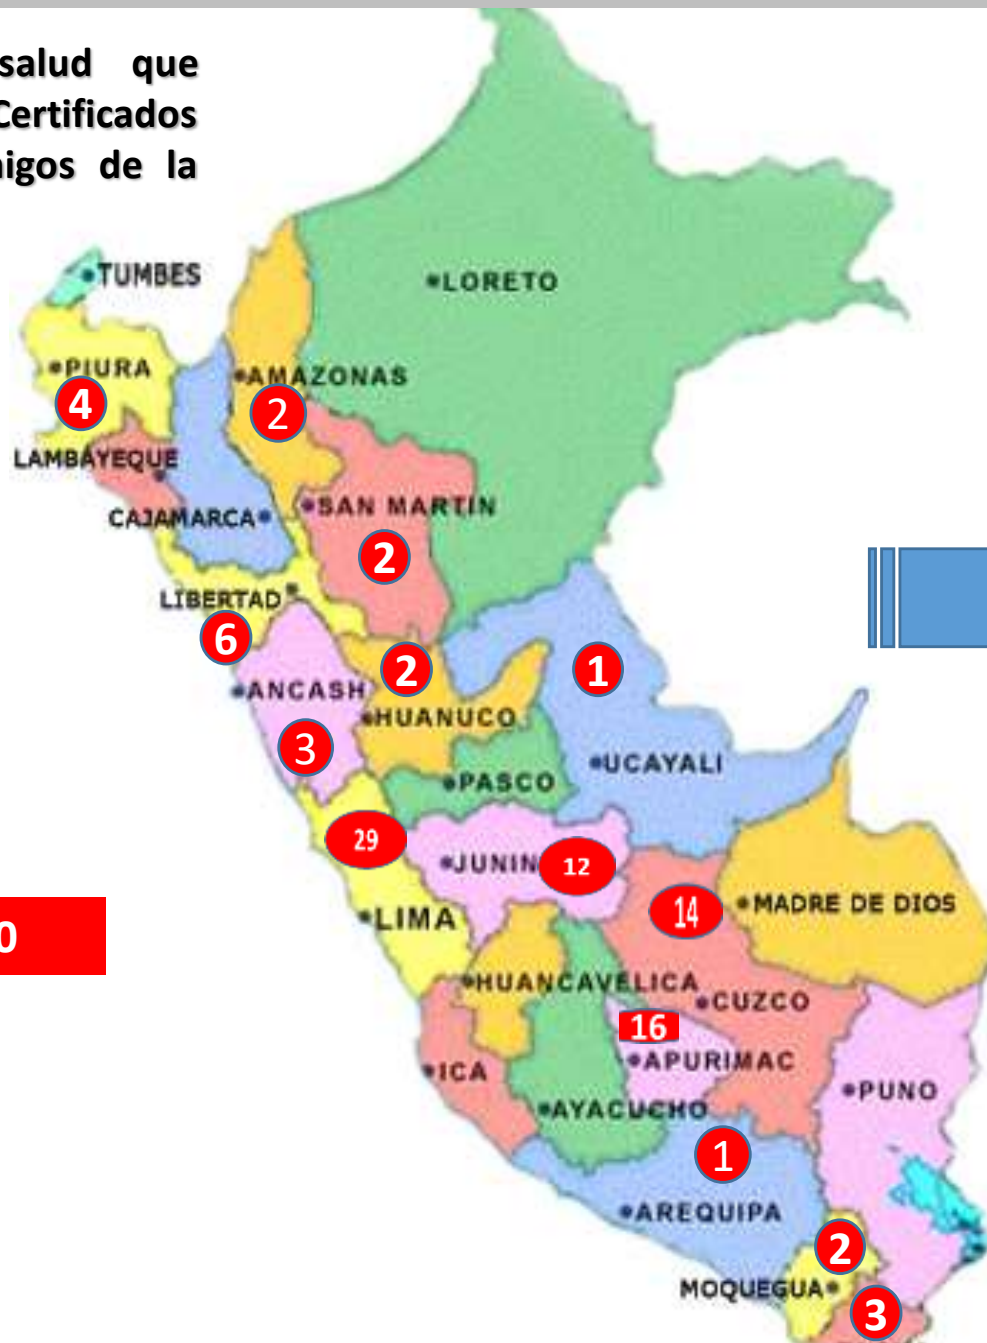 salud que
Certificados
igos de la
TUMBES
LORETO
PIURA
AMAZONAS
4
2
LAMBAYEQUE
SAN MARTIN
CAJAMARCA
2
LIBERTAD
6
2
1
ANCASH
HUANUCO
3
UCAYALI
PASCO
29
JUNIN
12
14
MADRE DE DIOS
LIMA
0
HUANCAVELICA
CUZCO
16
APURIMAC
ICA
PUNO
AYACUCHO
1
AREQUIPA
2
MOQUEGUA
3